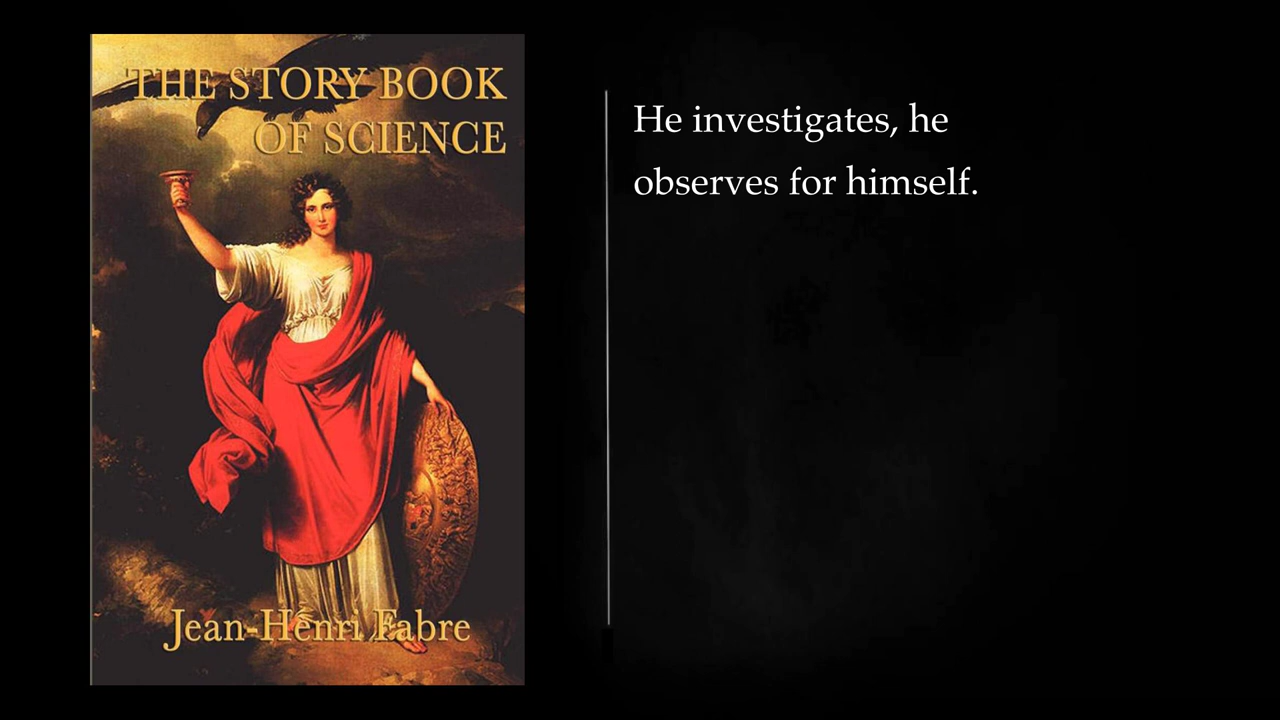 THE STORY BOOK
OF SCIENCE
Jean-Henri Fabre
He investigates, he
observes for himself.